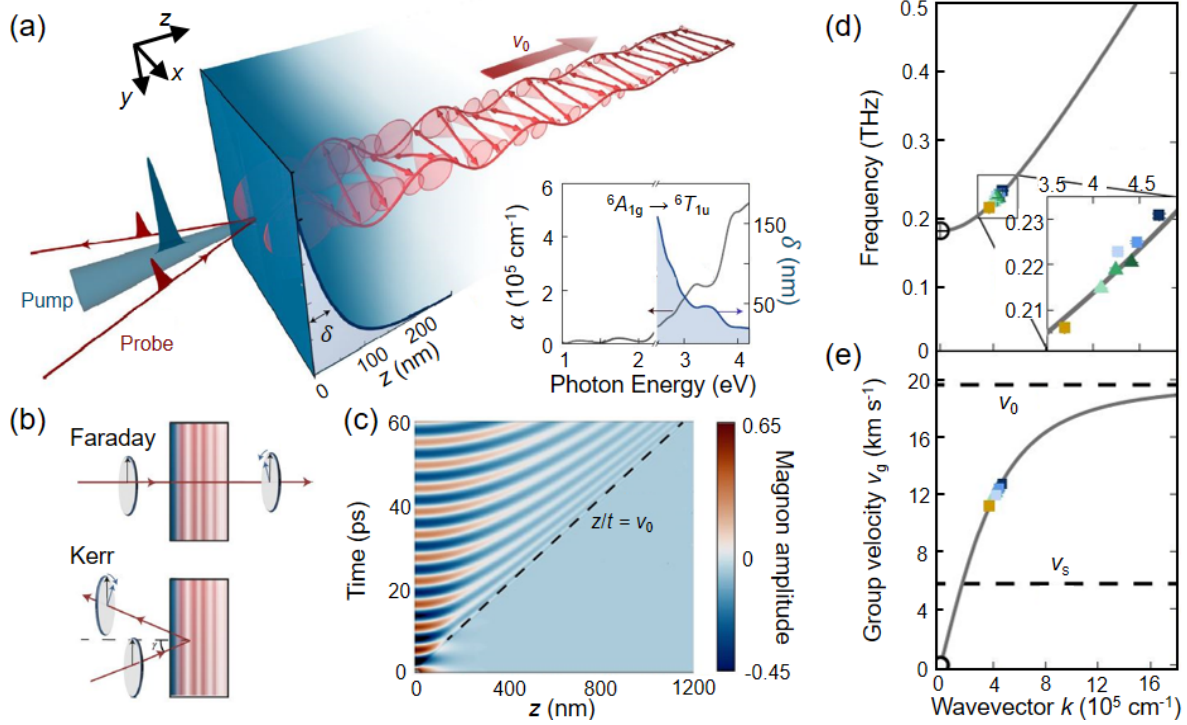 (a)
z
x
y
v₀
Pump
Probe
δ
0
100
200
z (nm)
⁶A₁g → ⁶T₁u
6
4
2
0
α (10⁵ cm⁻¹)
150
50
δ (nm)
1 2 3 4
Photon Energy (eV)
(b)
Faraday
Kerr
γ
(c)
60
50
40
30
20
10
0
Time (ps)
0 400 800 1200
z (nm)
z/t = v₀
0.65
0
-0.45
Magnon amplitude
(d)
0.5
0.4
0.3
0.2
0.1
0
Frequency (THz)
3.5 4 4.5
0.23
0.22
0.21
(e)
20
16
12
8
4
0
Group velocity vg (km s⁻¹)
v₀
vₛ
0 4 8 12 16
Wavevector k (10⁵ cm⁻¹)